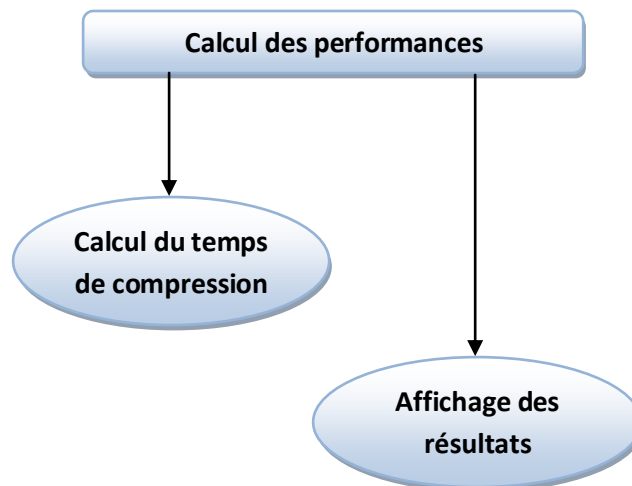 Calcul des performances
Calcul du temps
de compression
Affichage des
résultats